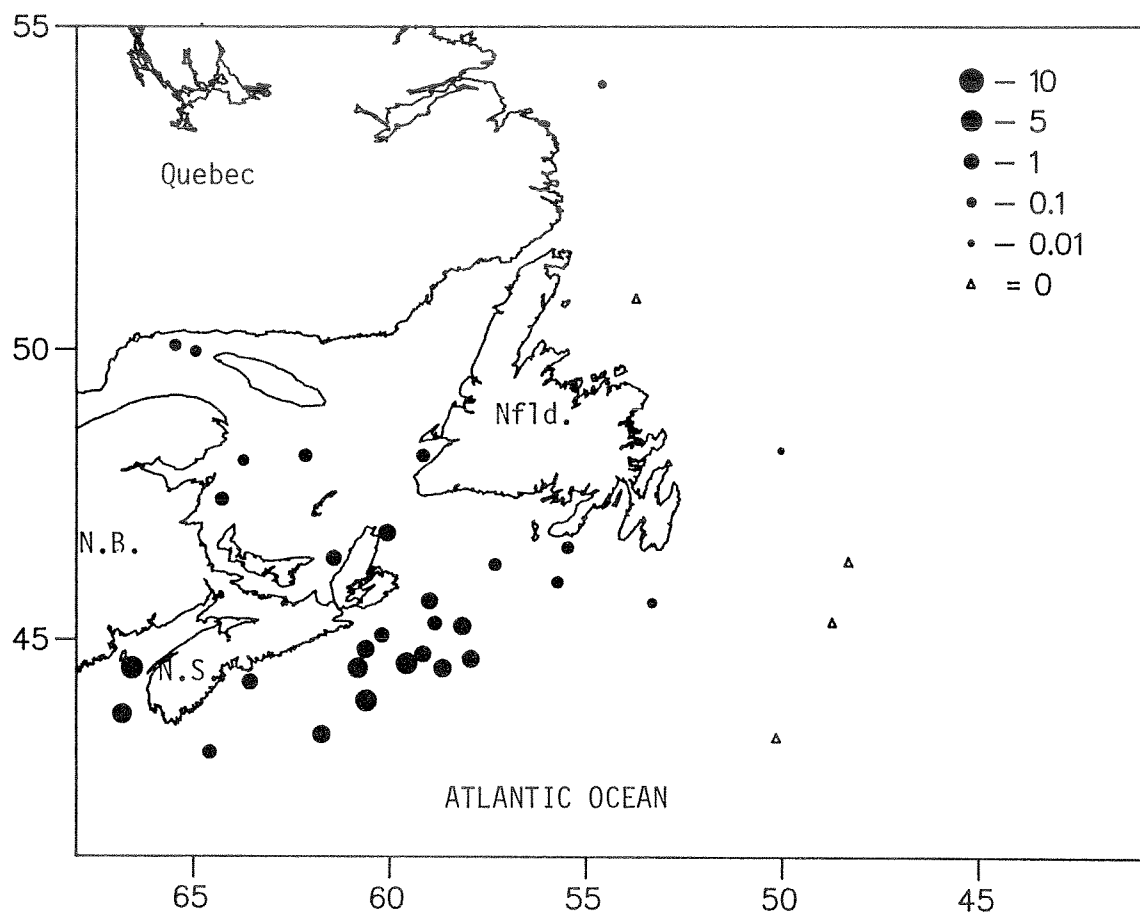 55
● – 10
● – 5
● – 1
● – 0.1
● – 0.01
Δ = 0
Quebec
50
Nfld.
N.B.
45
N.S.
ATLANTIC OCEAN
65 60 55 50 45